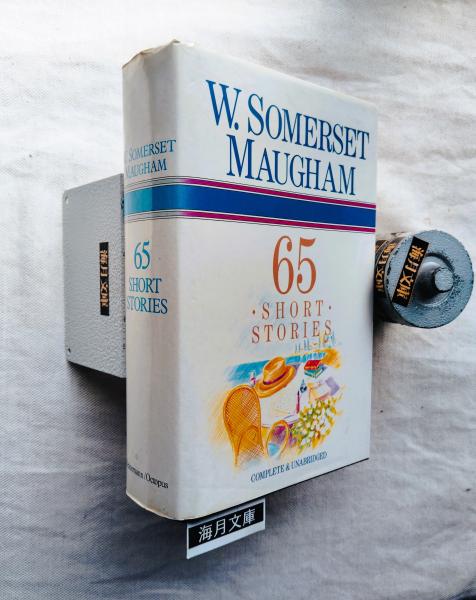 W. SOMERSET
MAUGHAM
65
· SHORT ·
STORIES
COMPLETE & UNABRIDGED
W. SOMERSET
MAUGHAM
65
SHORT
STORIES
/Octopus
海月文庫
海月文庫
海月文庫